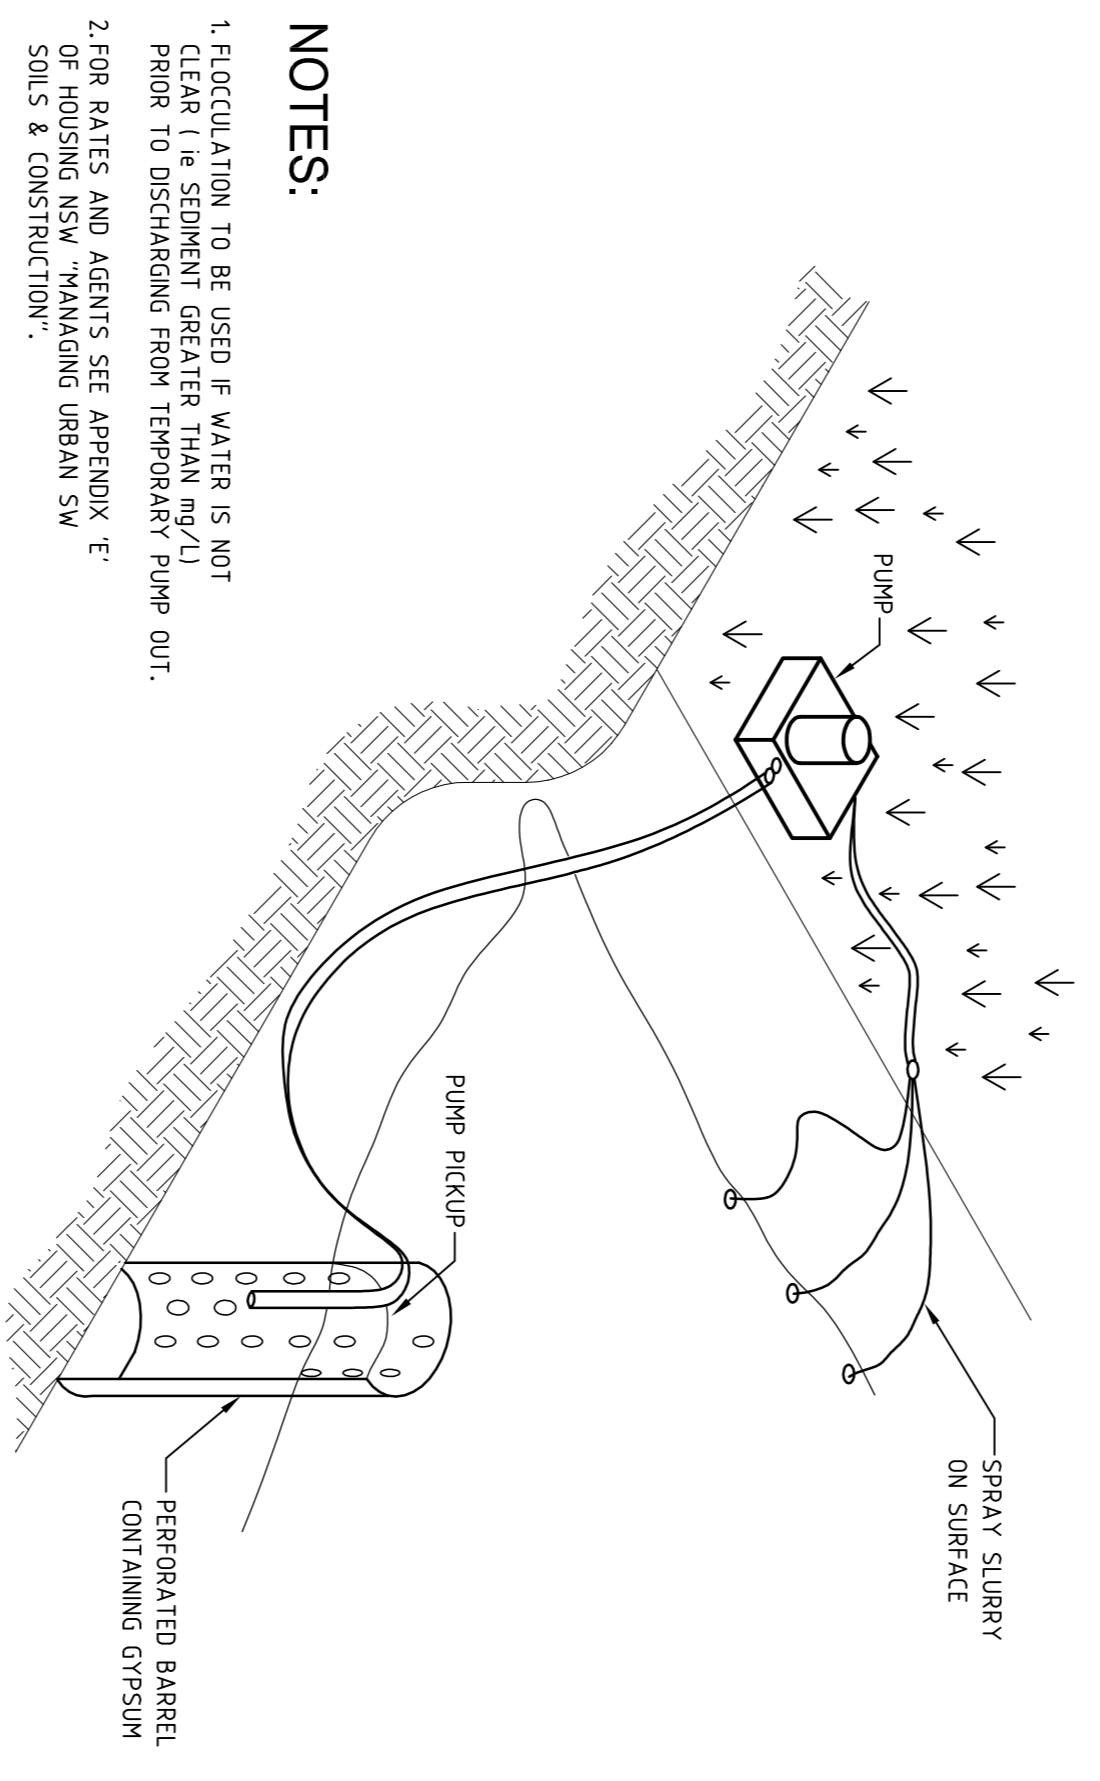 PUMP
SPRAY SLURRY
ON SURFACE
PUMP PICKUP
PERFORATED BARREL
CONTAINING GYPSUM
NOTES:
1. FLOCCULATION TO BE USED IF WATER IS NOT
CLEAR ( ie SEDIMENT GREATER THAN mg/L)
PRIOR TO DISCHARGING FROM TEMPORARY PUMP OUT.
2. FOR RATES AND AGENTS SEE APPENDIX 'E'
OF HOUSING NSW "MANAGING URBAN SW
SOILS & CONSTRUCTION".